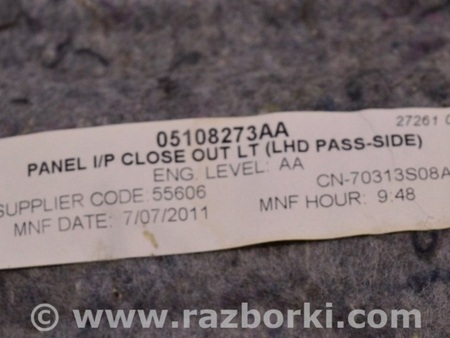 27261 0
05108273AA
PANEL I/P CLOSE OUT LT (LHD PASS-SIDE)
ENG. LEVEL: AA
SUPPLIER CODE: 55606 CN-70313S08A
MNF DATE: 7/07/2011 MNF HOUR: 9:48
© www.razborki.com